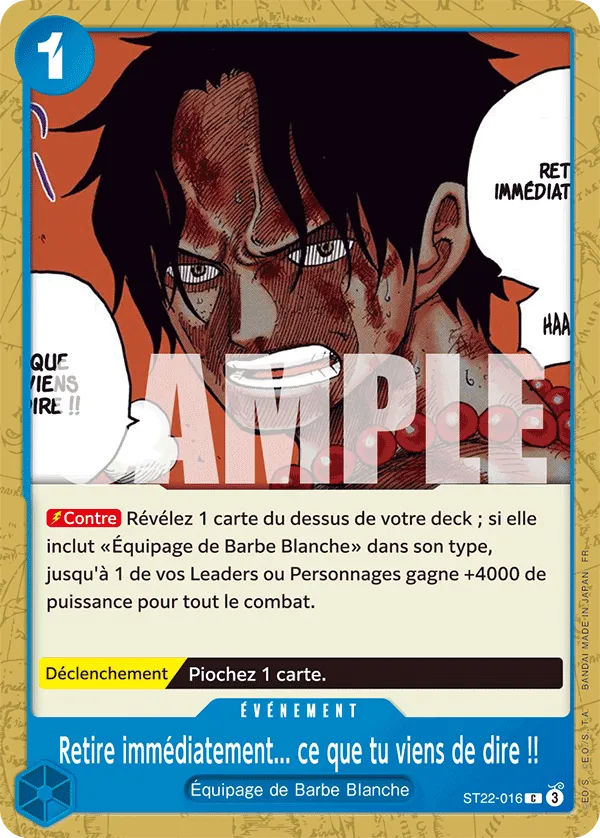 1
RET
IMMÉDIAT
HAA
QUE
VIENS
DIRE !!
AMPLE
Contre Révélez 1 carte du dessus de votre deck ; si elle
inclut «Équipage de Barbe Blanche» dans son type,
jusqu'à 1 de vos Leaders ou Personnages gagne +4000 de
puissance pour tout le combat.
Déclenchement Piochez 1 carte.
ÉVÉNEMENT
Retire immédiatement... ce que tu viens de dire !!
Équipage de Barbe Blanche
ST22-016 C 3
E.O.S. E.O.S./T.A. BANDAI MADE IN JAPAN FR